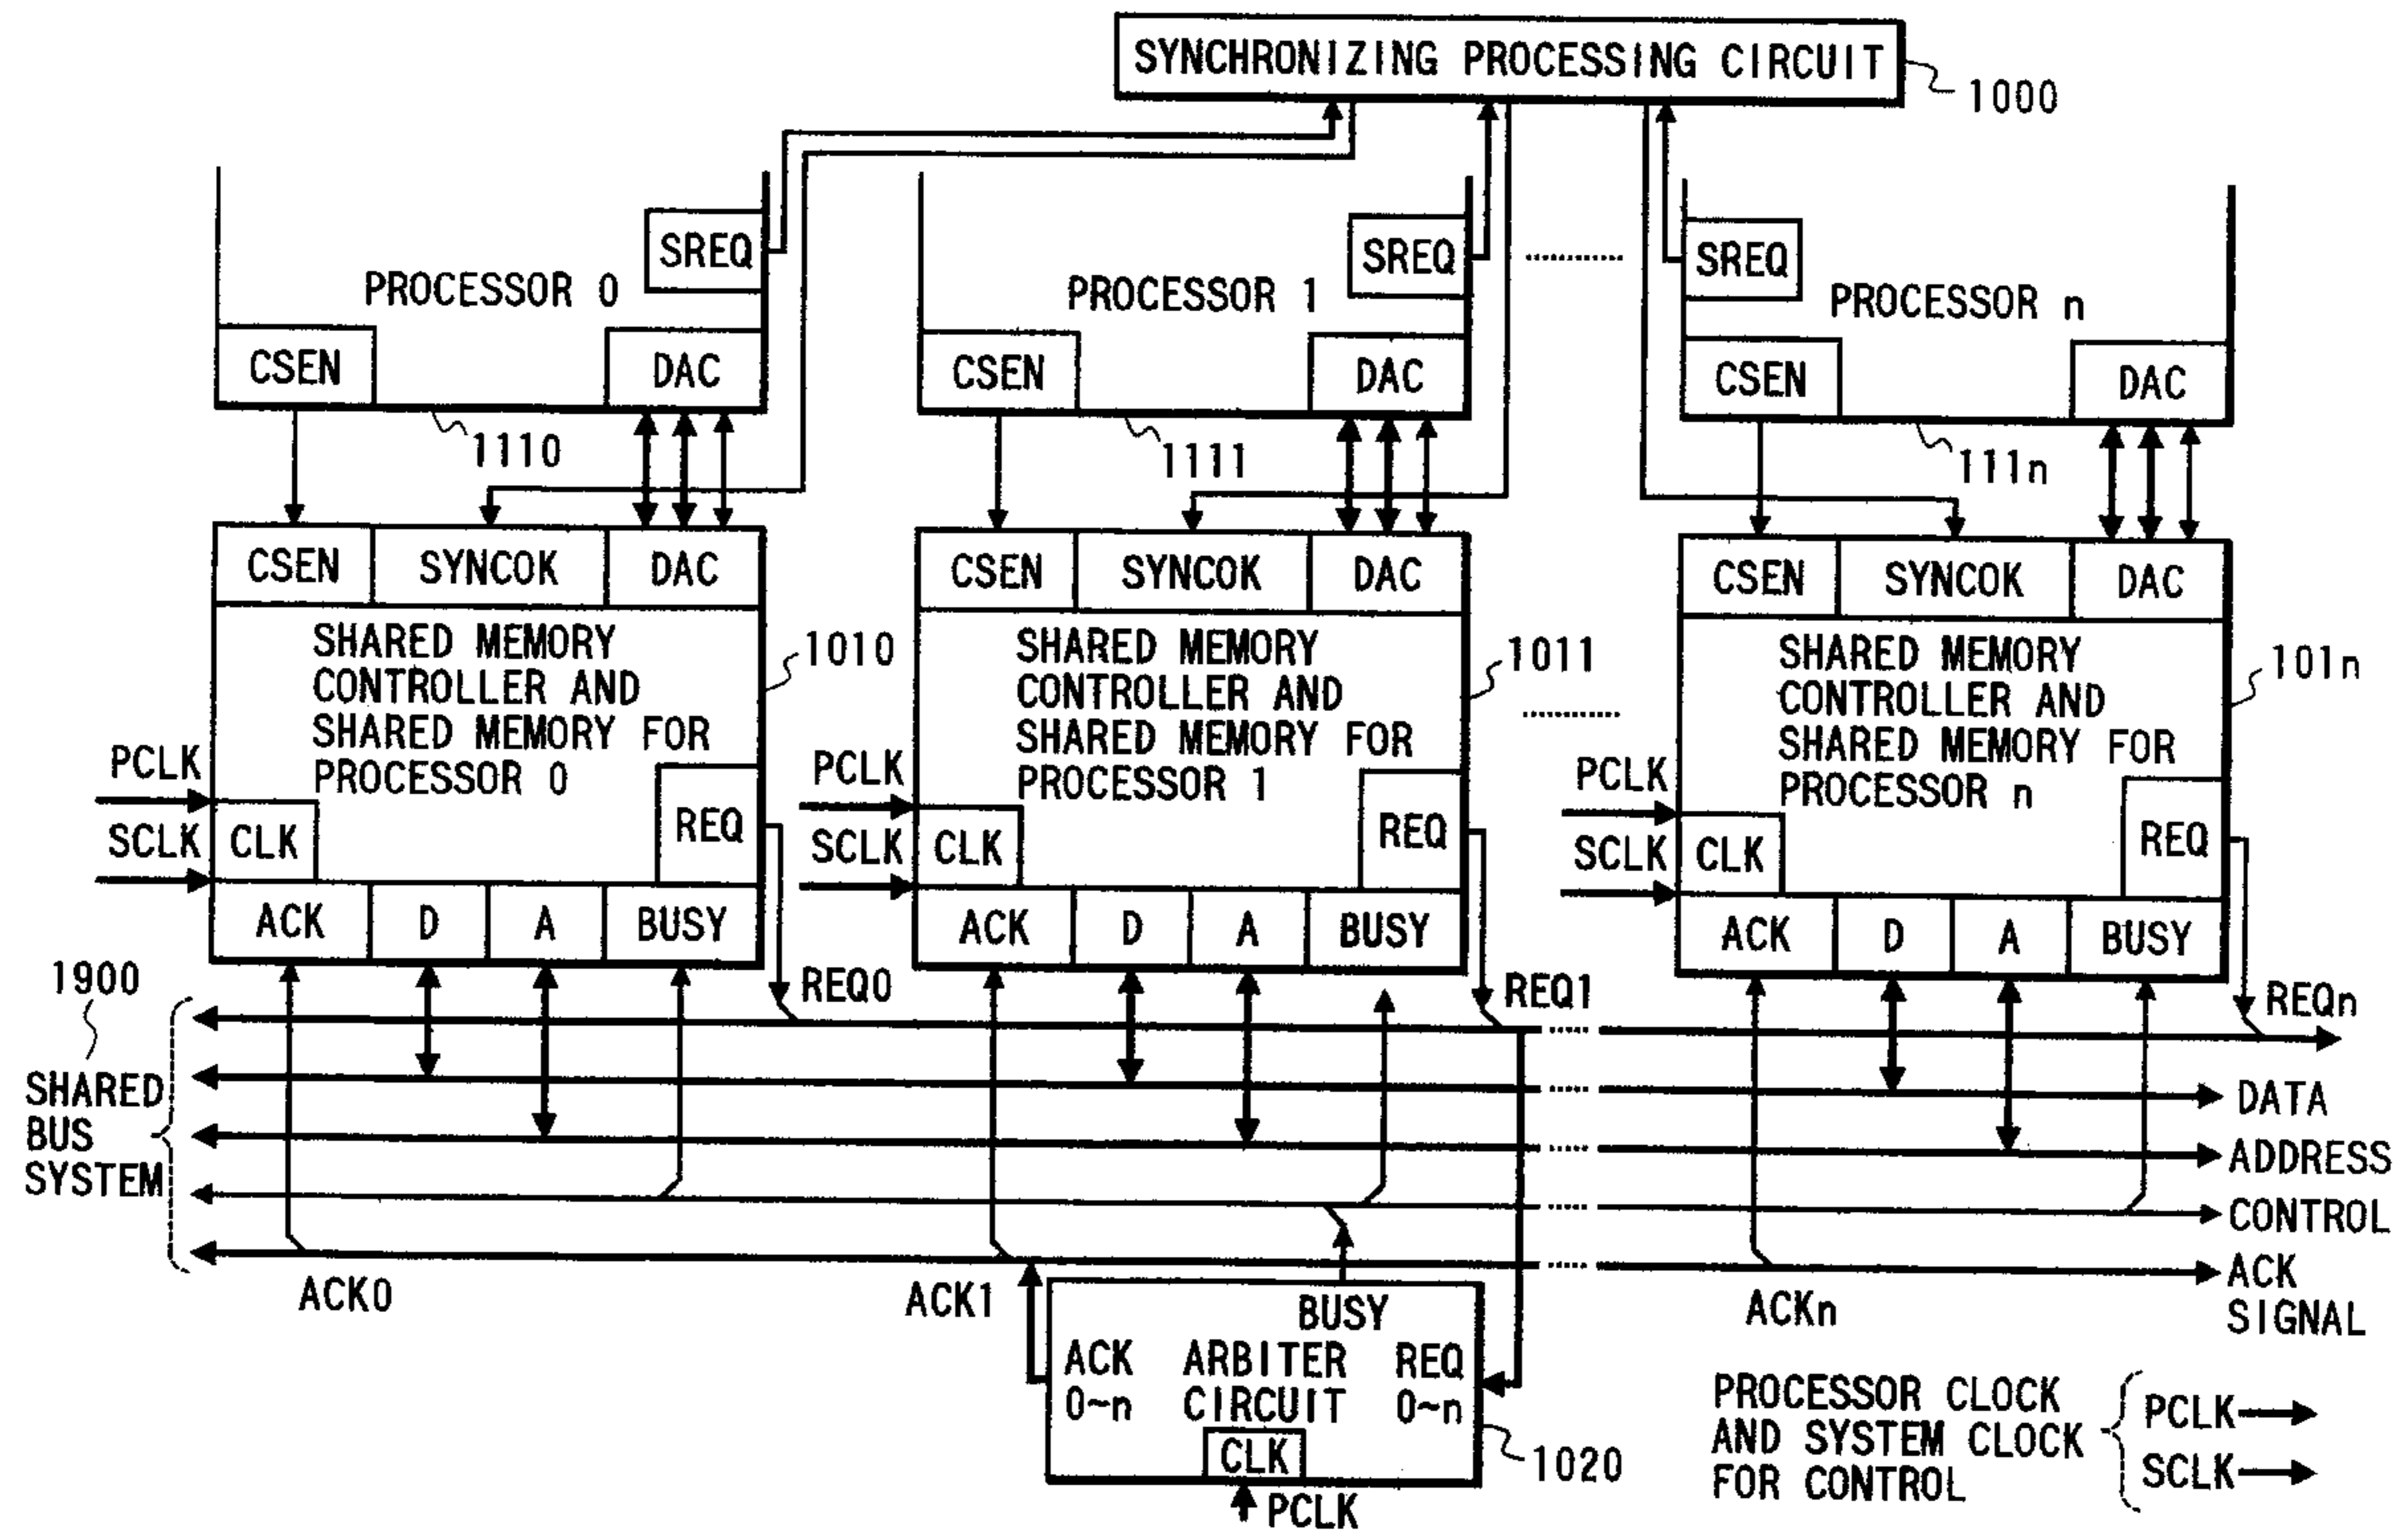 SYNCHRONIZING PROCESSING CIRCUIT
1000
SREQ
PROCESSOR 0
CSEN
DAC
1110
SREQ
PROCESSOR 1
CSEN
DAC
1111
SREQ
PROCESSOR n
CSEN
DAC
111n
CSEN
SYNCOK
DAC
SHARED MEMORY
CONTROLLER AND
SHARED MEMORY FOR
PROCESSOR 0
1010
PCLK
SCLK
CLK
REQ
ACK
D
A
BUSY
REQ0
CSEN
SYNCOK
DAC
SHARED MEMORY
CONTROLLER AND
SHARED MEMORY FOR
PROCESSOR 1
1011
PCLK
SCLK
CLK
REQ
ACK
D
A
BUSY
REQ1
CSEN
SYNCOK
DAC
SHARED MEMORY
CONTROLLER AND
SHARED MEMORY FOR
PROCESSOR n
101n
PCLK
SCLK
CLK
REQ
ACK
D
A
BUSY
REQn
1900
SHARED
BUS
SYSTEM
DATA
ADDRESS
CONTROL
ACK
SIGNAL
ACK0
ACK1
ACKn
BUSY
ACK
0~n
ARBITER
CIRCUIT
REQ
0~n
CLK
1020
PCLK
PROCESSOR CLOCK
AND SYSTEM CLOCK
FOR CONTROL
PCLK
SCLK